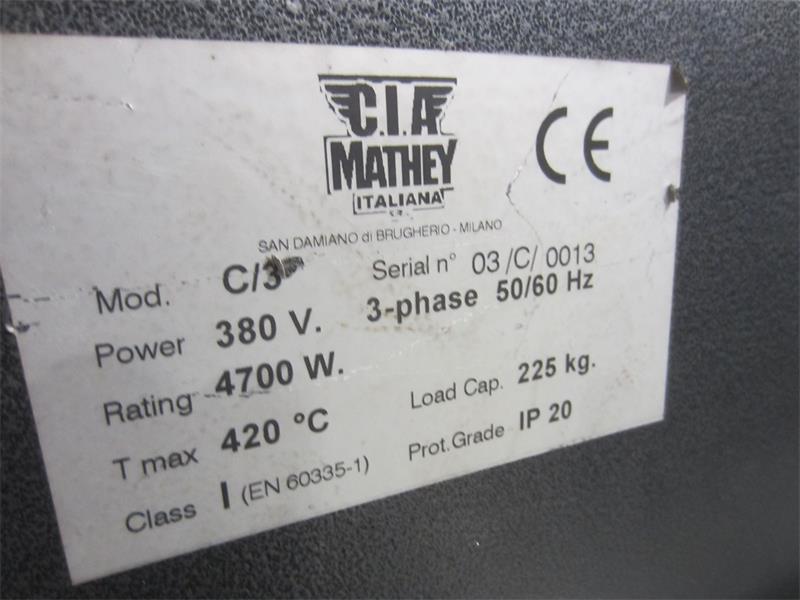 C.I.A
MATHEY
ITALIANA
CE
SAN DAMIANO di BRUGHERIO - MILANO
Mod. C/3 Serial n° 03/C/0013
Power 380 V. 3-phase 50/60 Hz
Rating 4700 W.
T max 420 °C Load Cap. 225 kg.
Class I (EN 60335-1) Prot.Grade IP 20